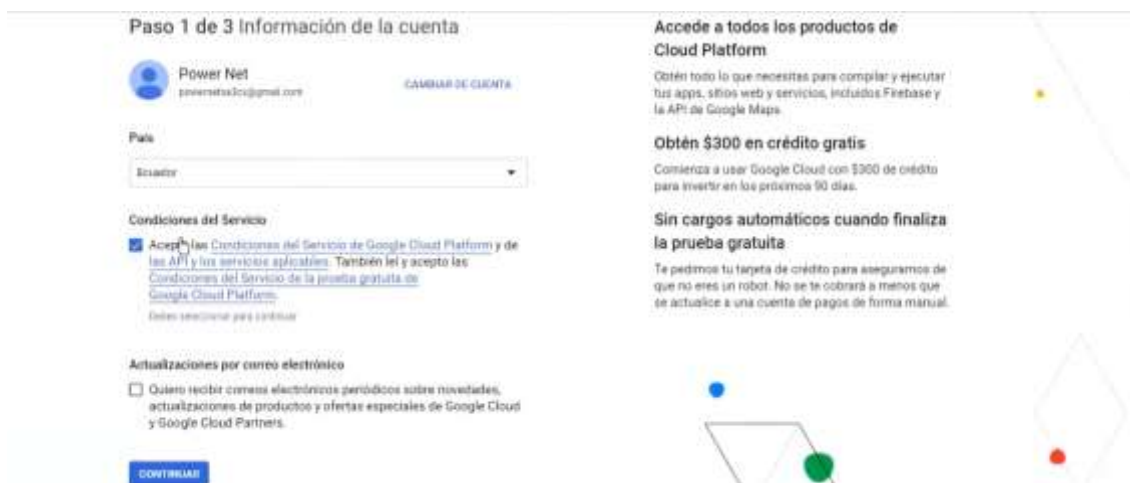 Paso 1 de 3 Información de la cuenta
Power Net
CAMBIAR DE CUENTA
País
Ecuador
Condiciones del Servicio
Acepto las Condiciones del Servicio de Google Cloud Platform y de
las API y los servicios aplicables. También leí y acepto las
Condiciones del Servicio de la prueba gratuita de
Google Cloud Platform.
Debes seleccionar para continuar
Actualizaciones por correo electrónico
Quiero recibir correos electrónicos periódicos sobre novedades,
actualizaciones de productos y ofertas especiales de Google Cloud
y Google Cloud Partners.
CONTINUAR
Accede a todos los productos de
Cloud Platform
Obtén todo lo que necesitas para compilar y ejecutar
tus apps, sitios web y servicios, incluidos Firebase y
la API de Google Maps.
Obtén $300 en crédito gratis
Comienza a usar Google Cloud con $300 de crédito
para invertir en los próximos 90 días.
Sin cargos automáticos cuando finaliza
la prueba gratuita
Te pedimos tu tarjeta de crédito para asegurarnos de
que no eres un robot. No se te cobrará a menos que
se actualice a una cuenta de pagos de forma manual.